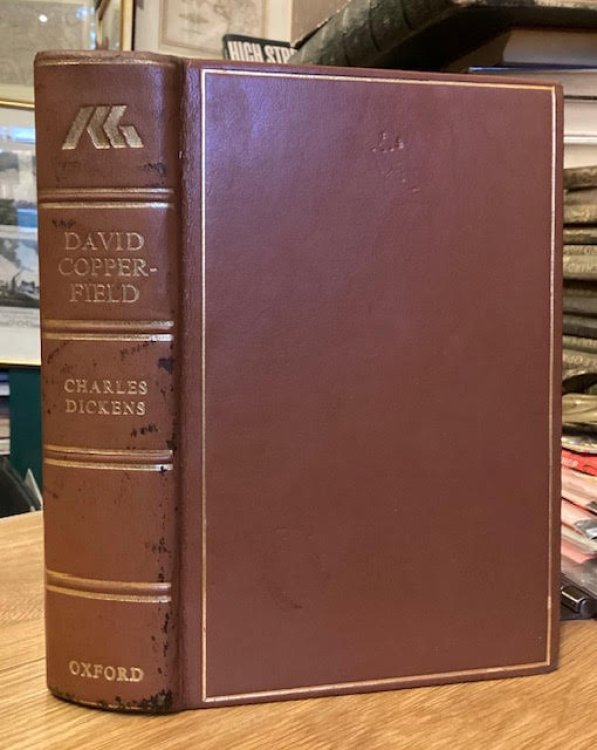 HIGH STR
DAVID
COPPER-
FIELD
CHARLES
DICKENS
OXFORD